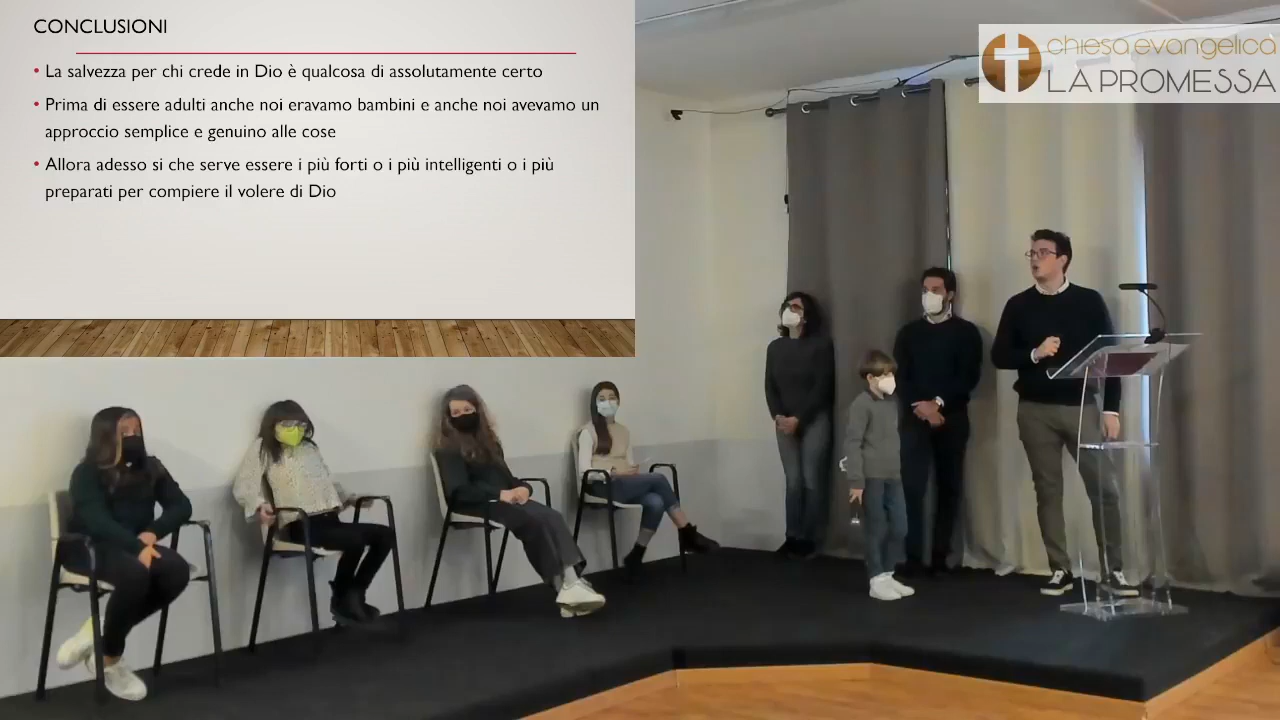 CONCLUSIONI
• La salvezza per chi crede in Dio è qualcosa di assolutamente certo
• Prima di essere adulti anche noi eravamo bambini e anche noi avevamo un
approccio semplice e genuino alle cose
• Allora adesso si che serve essere i più forti o i più intelligenti o i più
preparati per compiere il volere di Dio
chiesa evangelica
LA PROMESSA